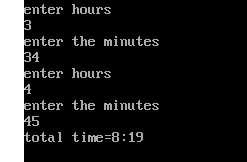 enter hours
3
enter the minutes
34
enter hours
4
enter the minutes
45
total time=8:19